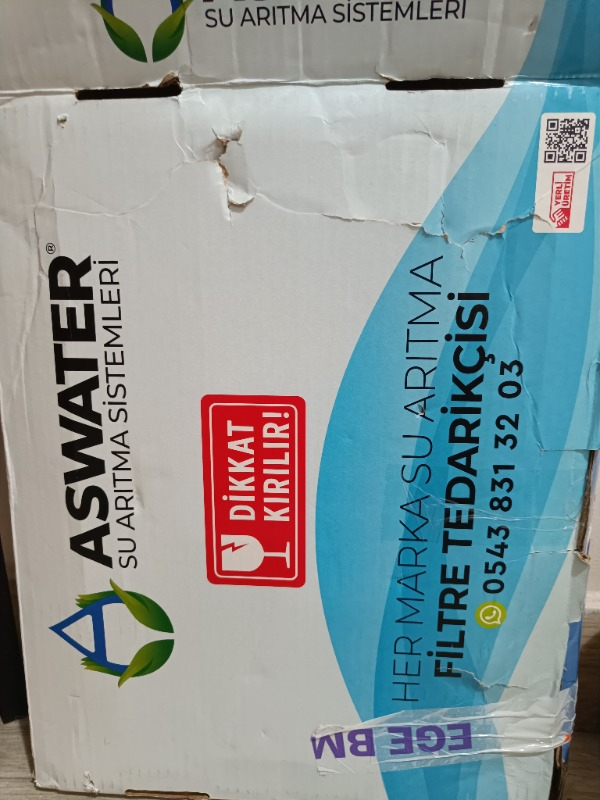 SU ARITMA SİSTEMLERİ
ASWATER®
SU ARITMA SİSTEMLERİ
DİKKAT
KIRILIR!
HER MARKA SU ARITMA
FİLTRE TEDARİKÇİSİ
0543 831 32 03
YERLİ
ÜRETİM
EGE BM